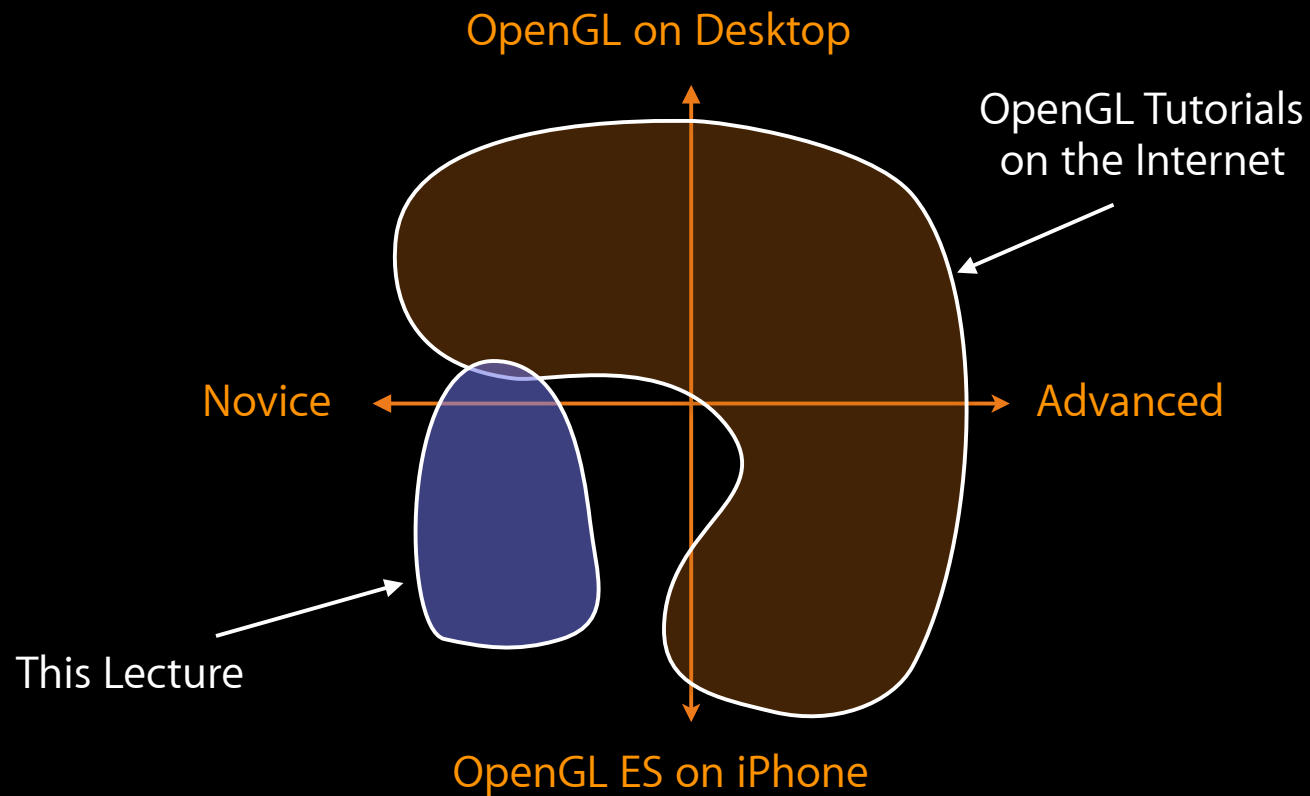 OpenGL on Desktop
OpenGL Tutorials
on the Internet
Novice
Advanced
This Lecture
OpenGL ES on iPhone